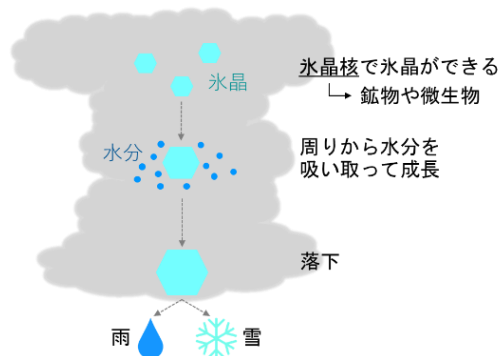 氷晶
氷晶核で氷晶ができる
鉱物や微生物
水分
周りから水分を
吸い取って成長
落下
雨
雪